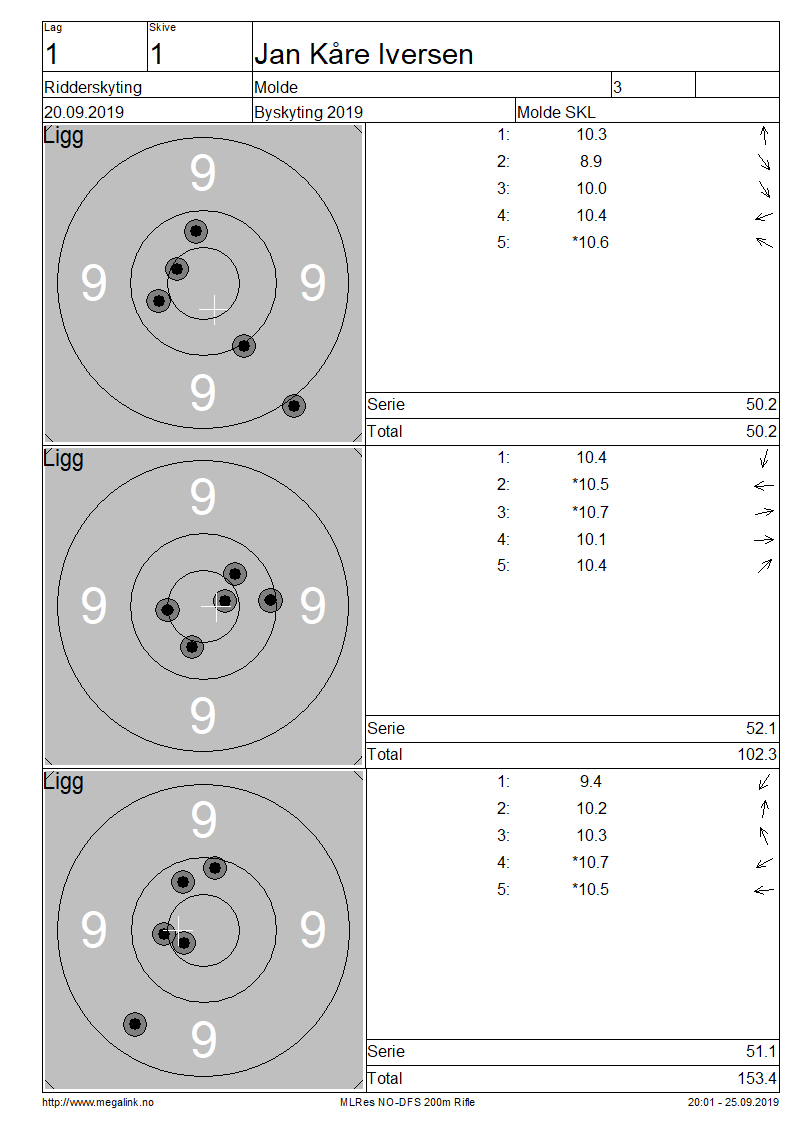 Lag Skive
1 1 Jan Kåre Iversen
Ridderskyting Molde 3
20.09.2019 Byskyting 2019 Molde SKL
Ligg
9
9 9
9
1: 10.3
2: 8.9
3: 10.0
4: 10.4
5: *10.6
Serie 50.2
Total 50.2
Ligg
9
9 9
9
1: 10.4
2: *10.5
3: *10.7
4: 10.1
5: 10.4
Serie 52.1
Total 102.3
Ligg
9
9 9
9
1: 9.4
2: 10.2
3: 10.3
4: *10.7
5: *10.5
Serie 51.1
Total 153.4
http://www.megalink.no MLRes NO-DFS 200m Rifle 20:01 - 25.09.2019